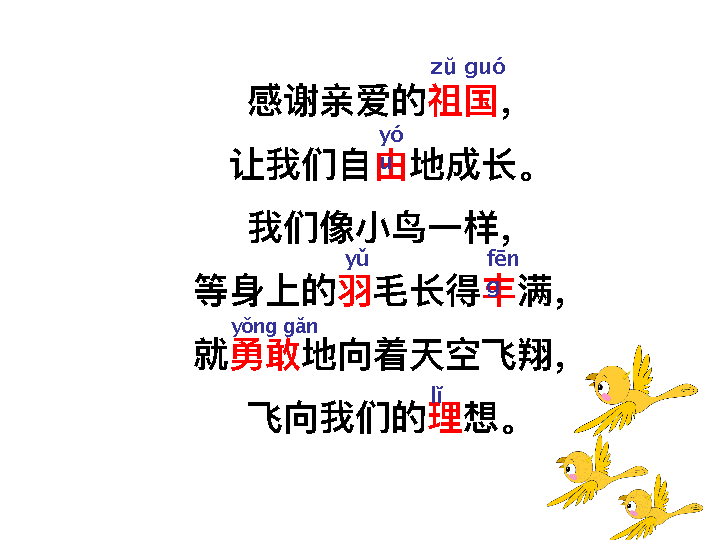 zǔ guó
感谢亲爱的祖国，
yóu
让我们自由地成长。
我们像小鸟一样，
yǔ fēng
等身上的羽毛长得丰满，
yǒng gǎn
就勇敢地向着天空飞翔，
lǐ
飞向我们的理想。